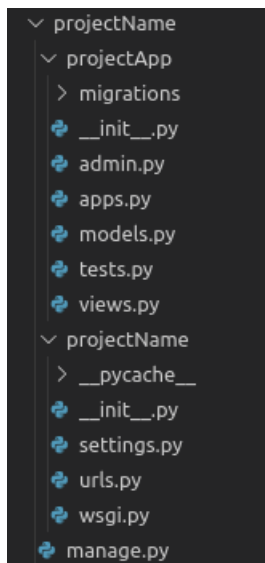 projectName
projectApp
migrations
__init__.py
admin.py
apps.py
models.py
tests.py
views.py
projectName
__pycache__
__init__.py
settings.py
urls.py
wsgi.py
manage.py